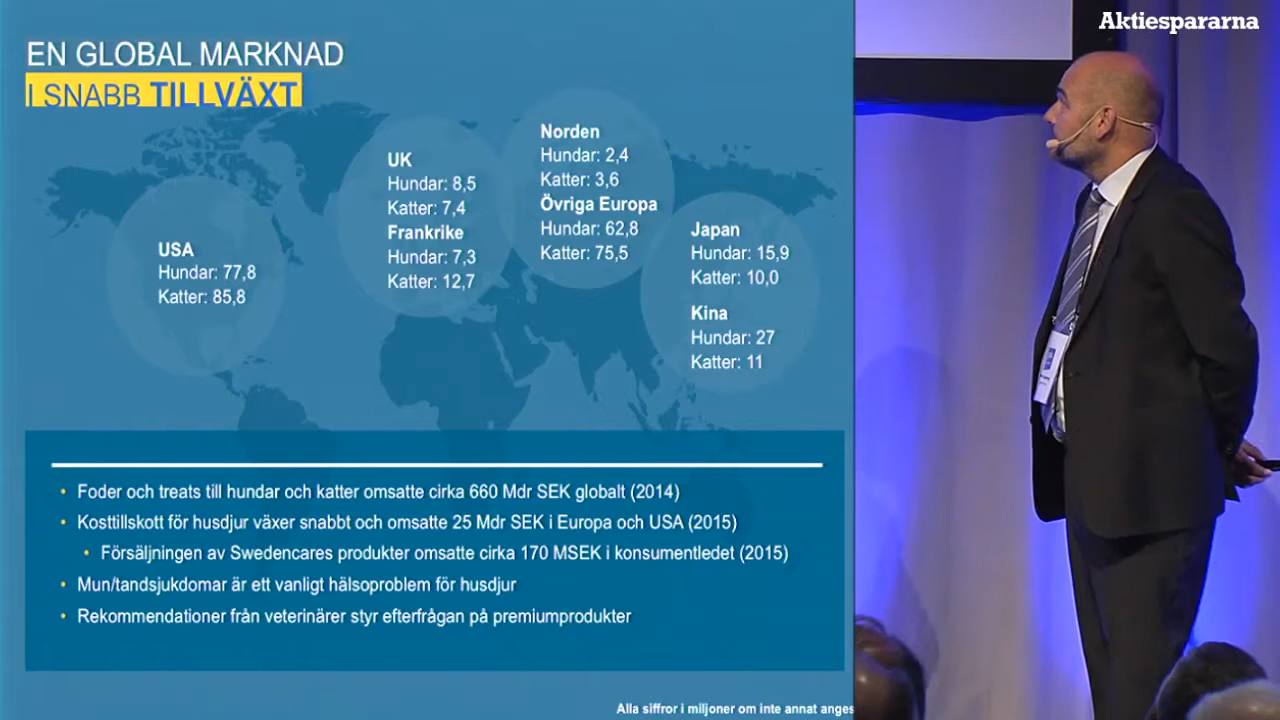 Aktiespararna
EN GLOBAL MARKNAD
I SNABB TILLVÄXT
USA
Hundar: 77,8
Katter: 85,8
UK
Hundar: 8,5
Katter: 7,4
Frankrike
Hundar: 7,3
Katter: 12,7
Norden
Hundar: 2,4
Katter: 3,6
Övriga Europa
Hundar: 62,8
Katter: 75,5
Japan
Hundar: 15,9
Katter: 10,0
Kina
Hundar: 27
Katter: 11
• Foder och treats till hundar och katter omsatte cirka 660 Mdr SEK globalt (2014)
• Kosttillskott för husdjur växer snabbt och omsatte 25 Mdr SEK i Europa och USA (2015)
• Försäljningen av Swedencares produkter omsatte cirka 170 MSEK i konsumentledet (2015)
• Mun/tandsjukdomar är ett vanligt hälsoproblem för husdjur
• Rekommendationer från veterinärer styr efterfrågan på premiumprodukter
Alla siffror i miljoner om inte annat anges